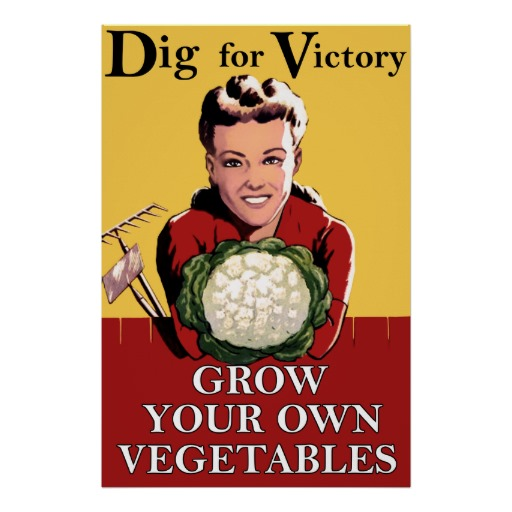 Dig for Victory
GROW
YOUR OWN
VEGETABLES